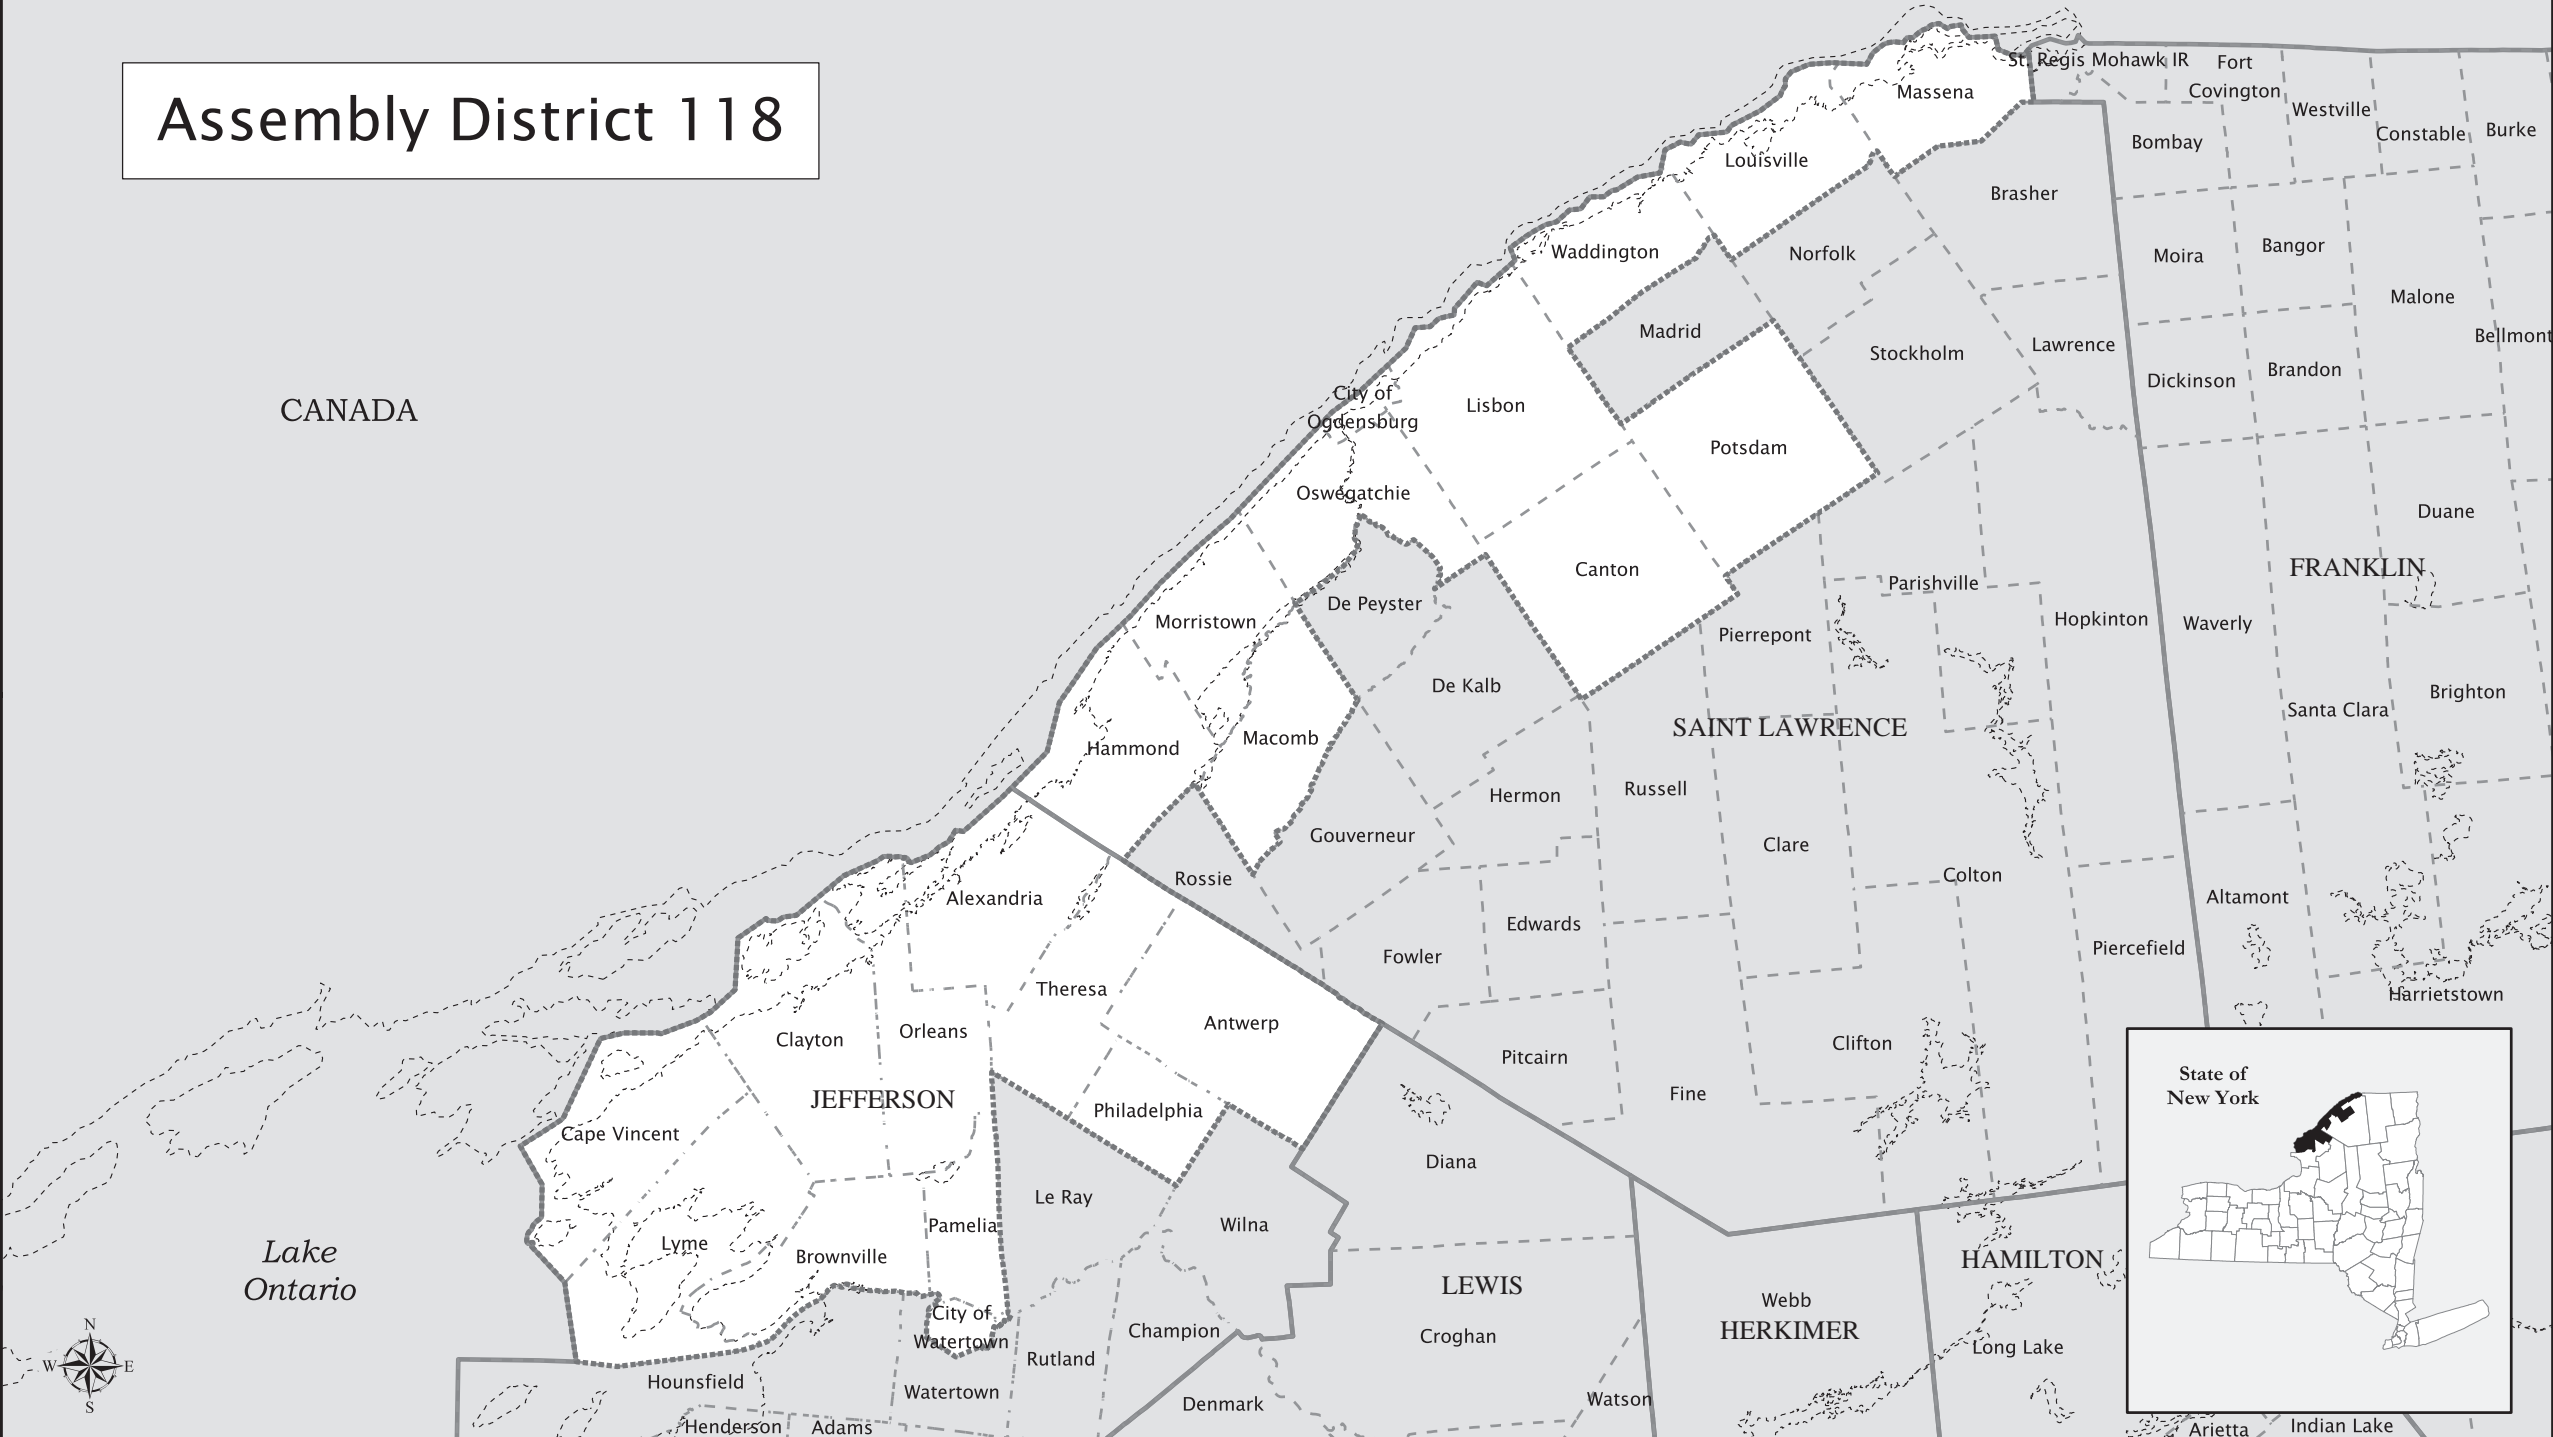 Assembly District 118
St. Regis Mohawk IR
Fort
Covington
Massena
Westville
Constable
Burke
Bombay
Louisville
Brasher
Waddington
Norfolk
Moira
Bangor
Malone
Madrid
Bellmont
Stockholm
Lawrence
Dickinson
Brandon
CANADA
City of
Ogdensburg
Lisbon
Potsdam
Oswegatchie
Duane
Canton
FRANKLIN
Parishville
De Peyster
Morristown
Pierrepont
Hopkinton
Waverly
De Kalb
Brighton
Santa Clara
SAINT LAWRENCE
Hammond
Macomb
Hermon
Russell
Gouverneur
Clare
Rossie
Colton
Alexandria
Altamont
Edwards
Fowler
Piercefield
Theresa
Harrietstown
Antwerp
Orleans
Clayton
Clifton
Pitcairn
State of
New York
JEFFERSON
Fine
Philadelphia
Cape Vincent
Diana
Le Ray
Wilna
Pamelia
Lyme
Brownville
Lake
Ontario
HAMILTON
LEWIS
Webb
HERKIMER
City of
Watertown
Champion
Croghan
Long Lake
Rutland
N
W
E
S
Hounsfield
Watertown
Denmark
Watson
Henderson
Adams
Arietta
Indian Lake